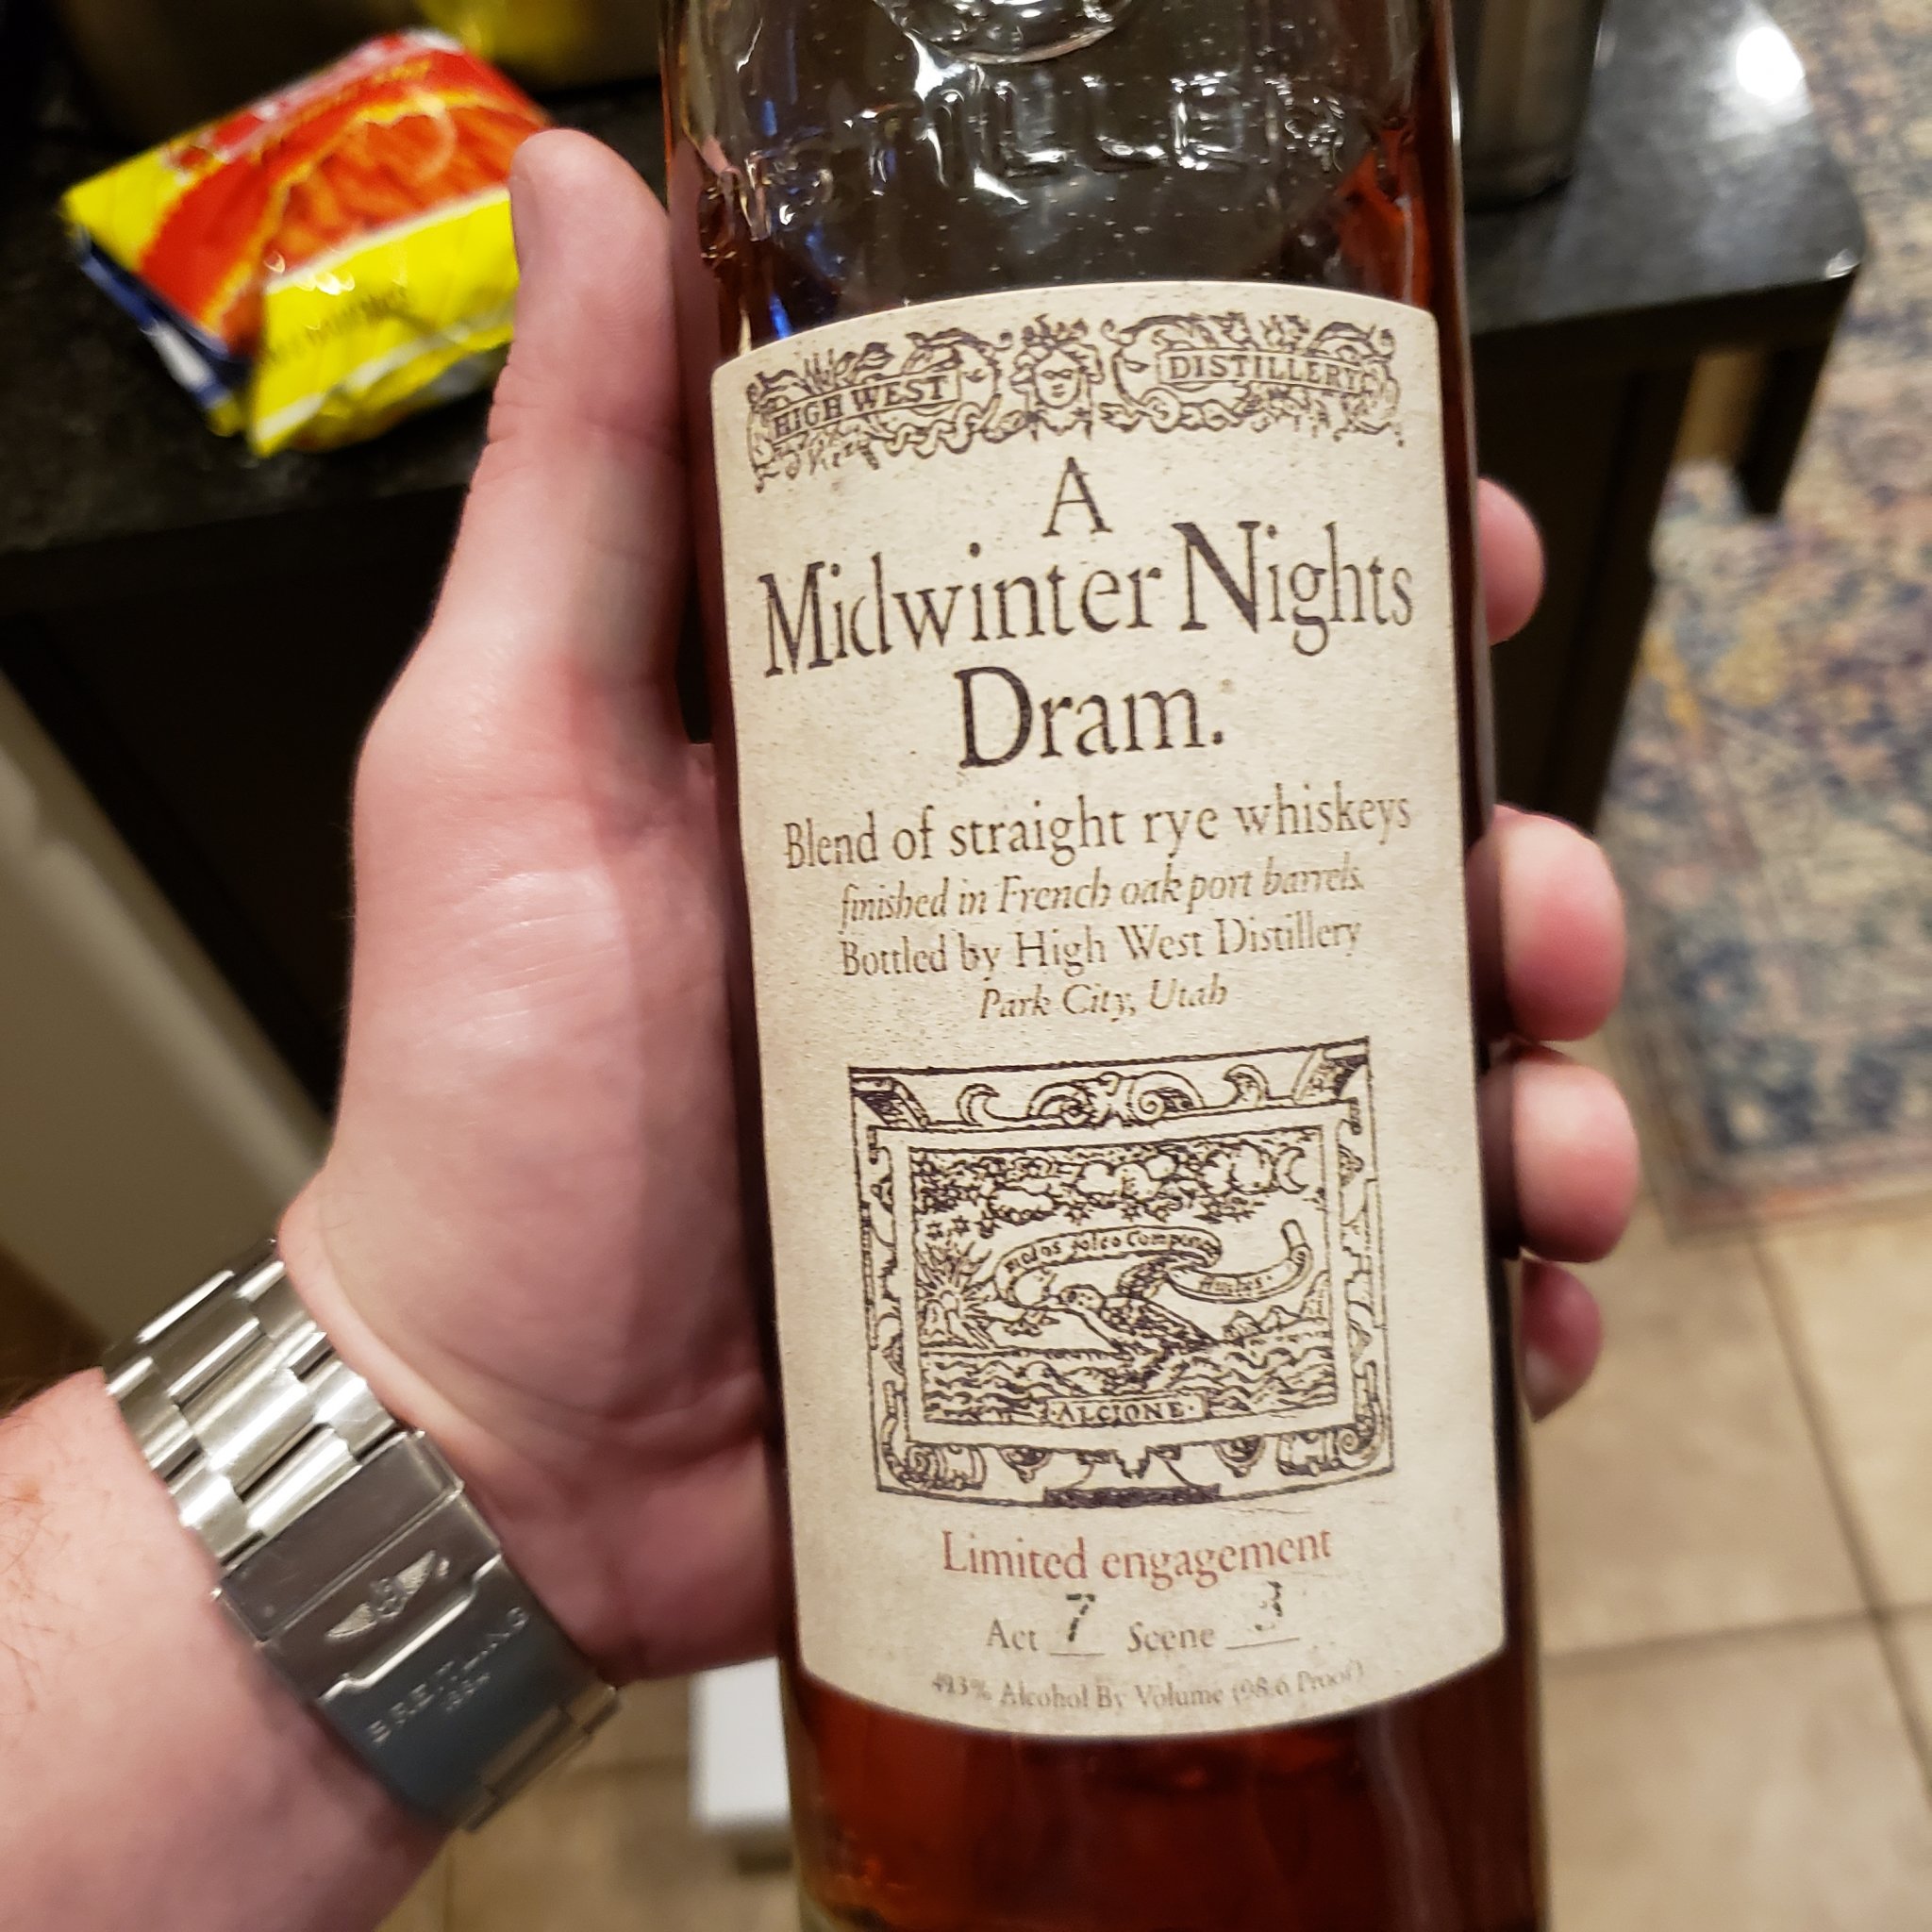 HIGH WEST DISTILLERY
A
Midwinter Nights
Dram.
Blend of straight rye whiskeys
finished in French oak port barrels.
Bottled by High West Distillery
Park City, Utah
ALCIONE
Limited engagement
Act 7 Scene 3
49.3% Alcohol By Volume (98.6 Proof)
BREITLING
1884